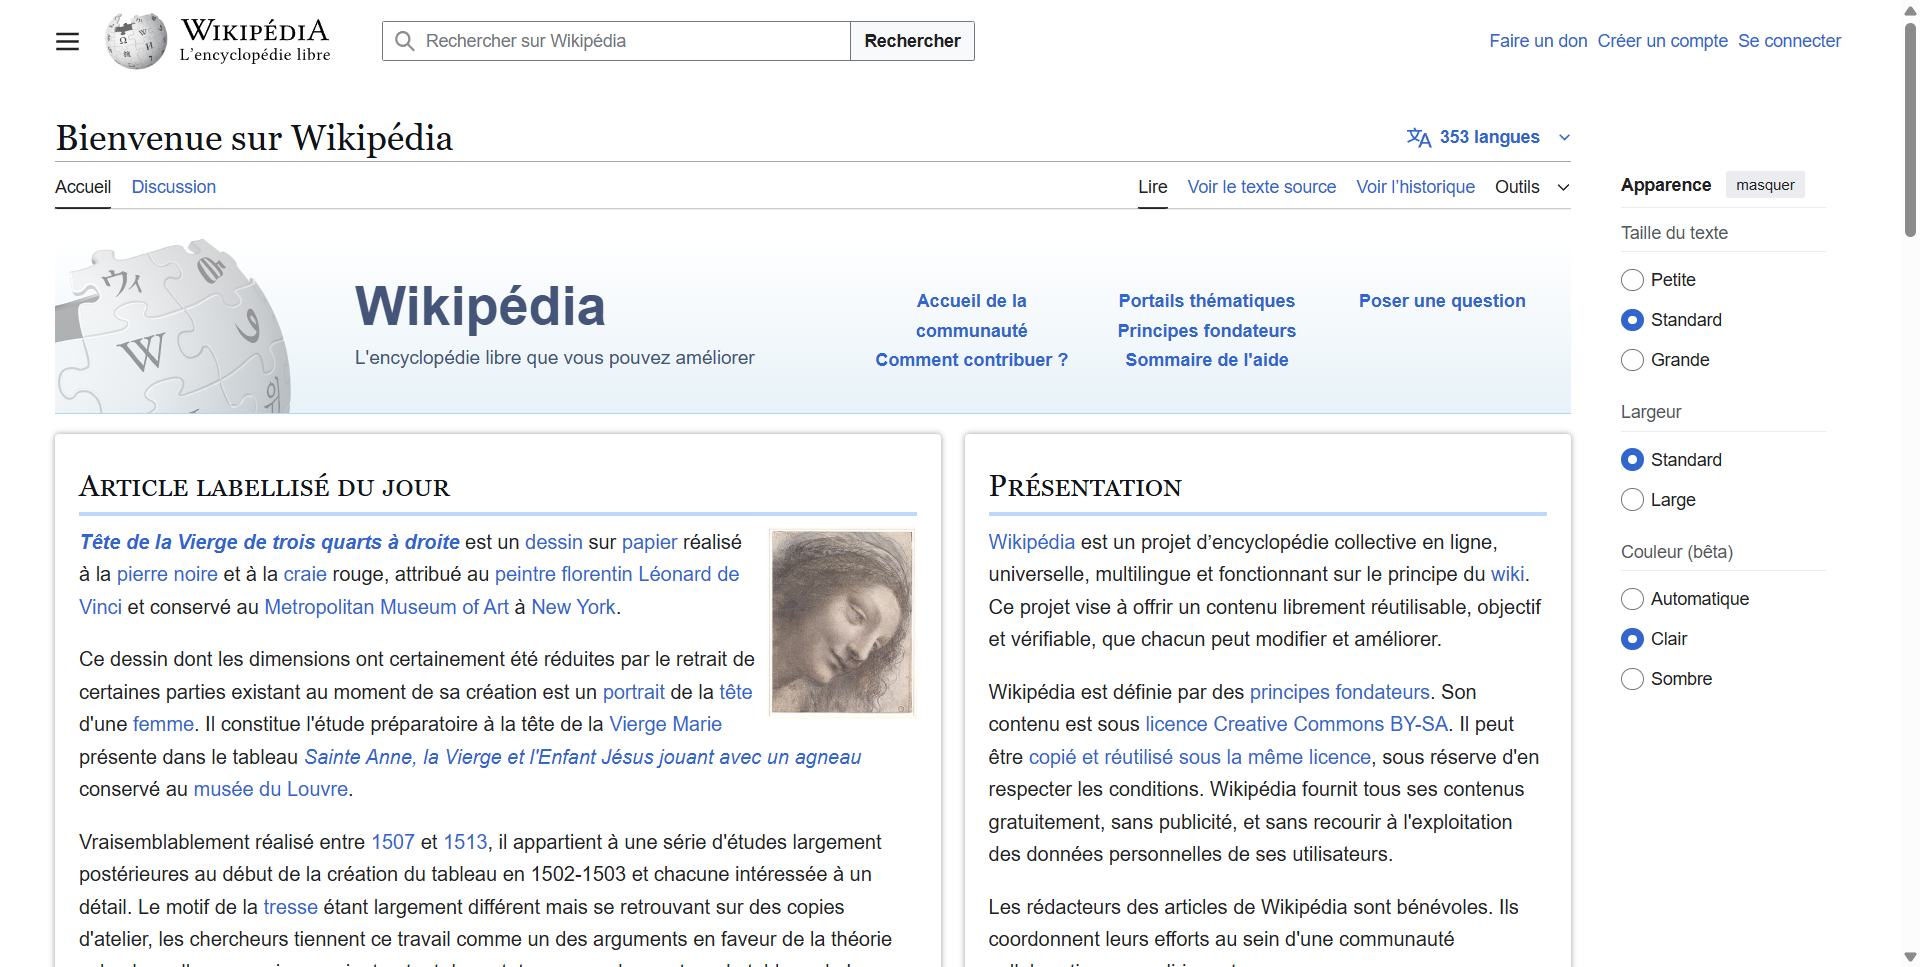 WIKIPÉDIA
L'encyclopédie libre
Rechercher sur Wikipédia
Rechercher
Faire un don Créer un compte Se connecter
Bienvenue sur Wikipédia
353 langues
Accueil Discussion
Lire Voir le texte source Voir l’historique Outils
Wikipédia
L'encyclopédie libre que vous pouvez améliorer
Accueil de la
communauté
Comment contribuer ?
Portails thématiques
Principes fondateurs
Sommaire de l'aide
Poser une question
ARTICLE LABELLISÉ DU JOUR
Tête de la Vierge de trois quarts à droite est un dessin sur papier réalisé
à la pierre noire et à la craie rouge, attribué au peintre florentin Léonard de
Vinci et conservé au Metropolitan Museum of Art à New York.
Ce dessin dont les dimensions ont certainement été réduites par le retrait de
certaines parties existant au moment de sa création est un portrait de la tête
d'une femme. Il constitue l'étude préparatoire à la tête de la Vierge Marie
présente dans le tableau Sainte Anne, la Vierge et l'Enfant Jésus jouant avec un agneau
conservé au musée du Louvre.
Vraisemblablement réalisé entre 1507 et 1513, il appartient à une série d'études largement
postérieures au début de la création du tableau en 1502-1503 et chacune intéressée à un
détail. Le motif de la tresse étant largement différent mais se retrouvant sur des copies
d'atelier, les chercheurs tiennent ce travail comme un des arguments en faveur de la théorie
PRÉSENTATION
Wikipédia est un projet d’encyclopédie collective en ligne,
universelle, multilingue et fonctionnant sur le principe du wiki.
Ce projet vise à offrir un contenu librement réutilisable, objectif
et vérifiable, que chacun peut modifier et améliorer.
Wikipédia est définie par des principes fondateurs. Son
contenu est sous licence Creative Commons BY-SA. Il peut
être copié et réutilisé sous la même licence, sous réserve d'en
respecter les conditions. Wikipédia fournit tous ses contenus
gratuitement, sans publicité, et sans recourir à l'exploitation
des données personnelles de ses utilisateurs.
Les rédacteurs des articles de Wikipédia sont bénévoles. Ils
coordonnent leurs efforts au sein d'une communauté
Apparence masquer
Taille du texte
Petite
Standard
Grande
Largeur
Standard
Large
Couleur (bêta)
Automatique
Clair
Sombre